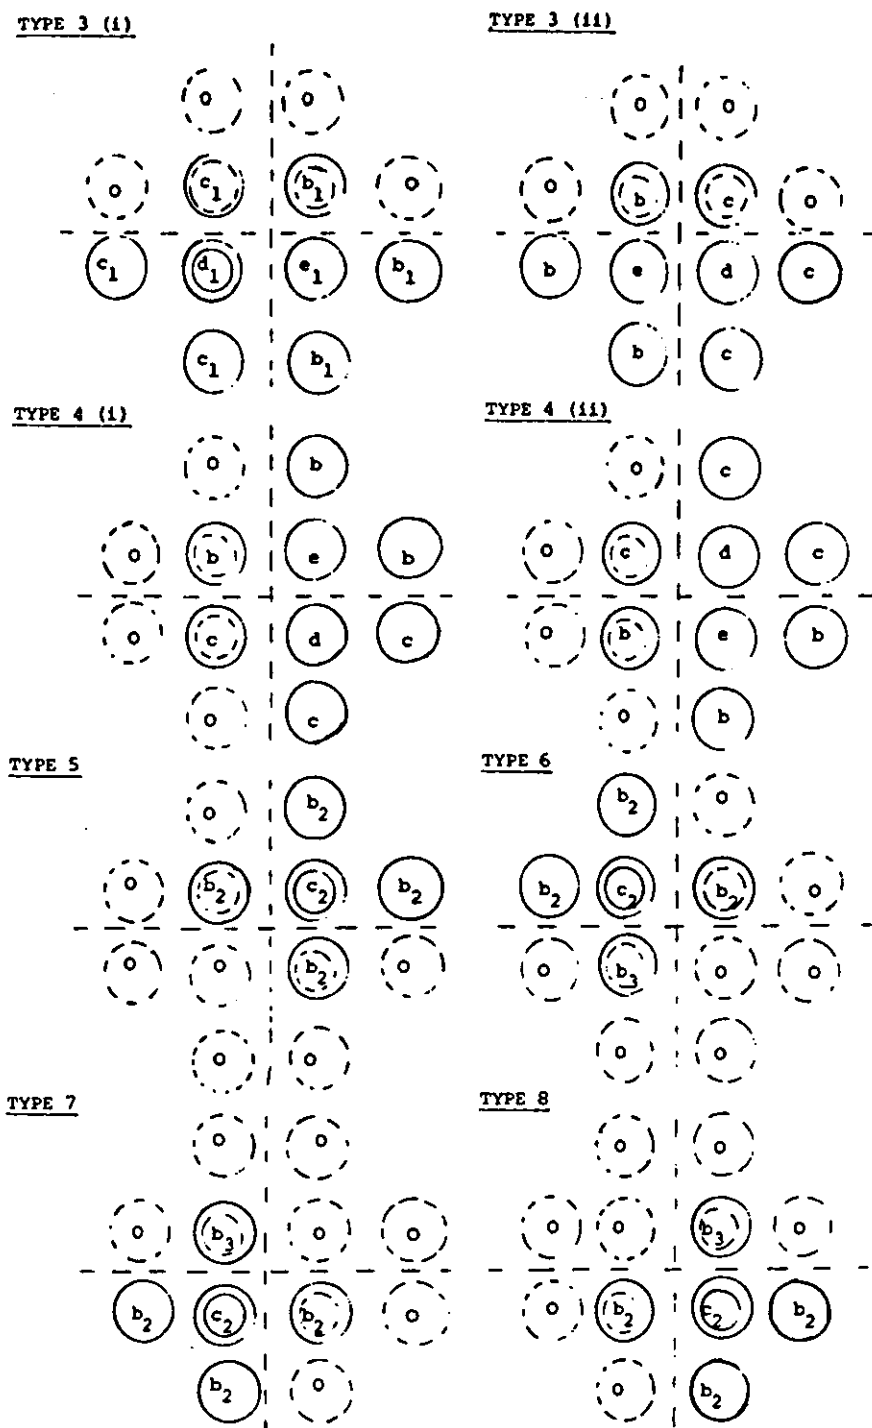 TYPE 3 (i)
o o
o c₁ b₁ o
c₁ d₁ e₁ b₁
c₁ b₁
TYPE 3 (ii)
o o
o b c o
b e d c
b c
TYPE 4 (i)
o b
o b e b
o c d c
o c
TYPE 4 (ii)
o c
o c d c
o b e b
o b
TYPE 5
o b₂
o b₂ c₂ b₂
o o b₂ o
o o
TYPE 6
b₂ o
b₂ c₂ b₂ o
o b₃ o o
o o
TYPE 7
o o
o b₃ o o
b₂ c₂ b₂ o
b₂ o
TYPE 8
o o
o o b₃ o
o b₂ c₂ b₂
o b₂